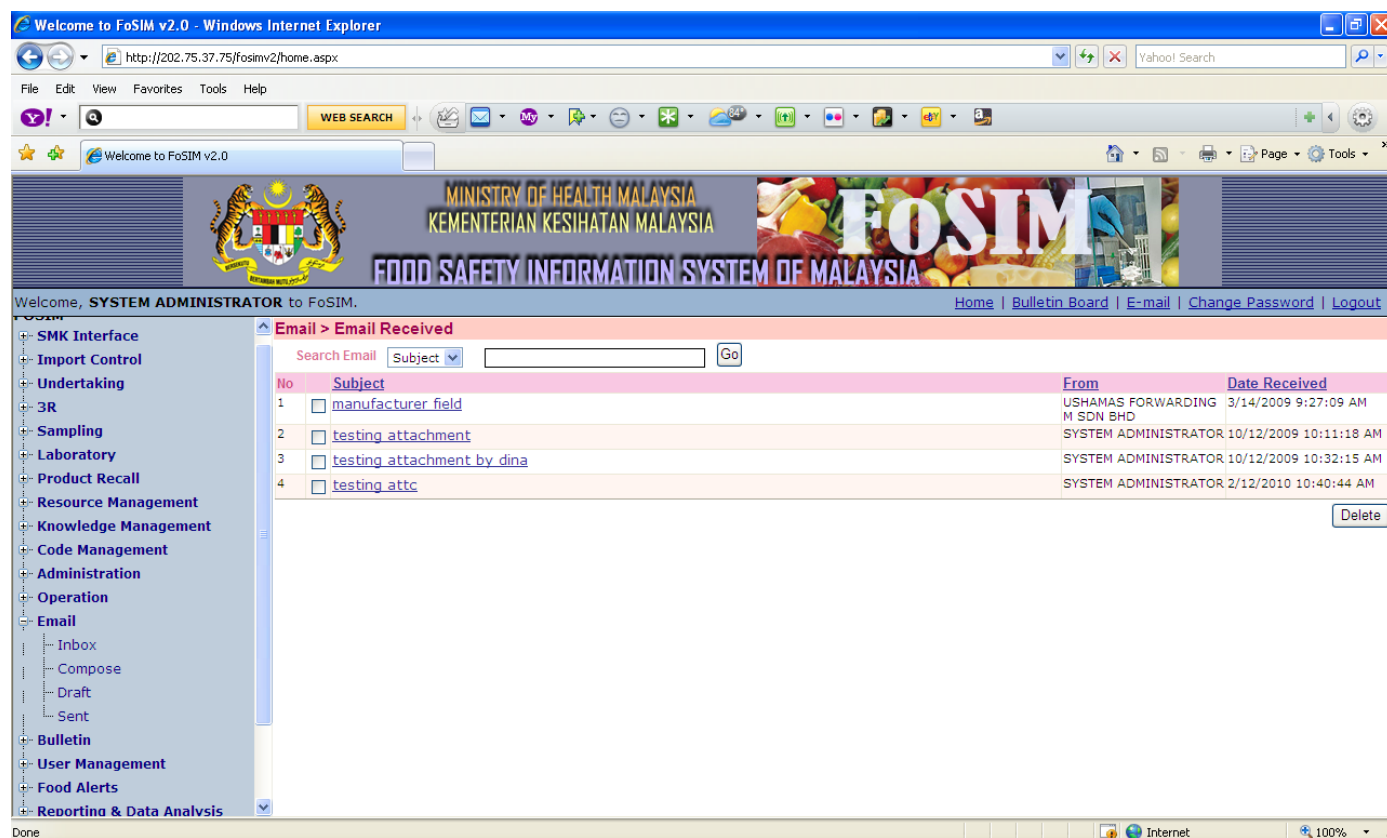 Welcome to FoSIM v2.0 - Windows Internet Explorer
http://202.75.37.75/fosimv2/home.aspx
Yahoo! Search
File Edit View Favorites Tools Help
Y! WEB SEARCH My 84° eBY a
Welcome to FoSIM v2.0
Page Tools
MINISTRY OF HEALTH MALAYSIA
KEMENTERIAN KESIHATAN MALAYSIA
FoSIM
FOOD SAFETY INFORMATION SYSTEM OF MALAYSIA
Welcome, SYSTEM ADMINISTRATOR to FoSIM.
Home | Bulletin Board | E-mail | Change Password | Logout
FOSIM
SMK Interface
Import Control
Undertaking
3R
Sampling
Laboratory
Product Recall
Resource Management
Knowledge Management
Code Management
Administration
Operation
Email
Inbox
Compose
Draft
Sent
Bulletin
User Management
Food Alerts
Reporting & Data Analysis
Email > Email Received
Search Email Subject Go
No Subject From Date Received
1 manufacturer field USHAMAS FORWARDING M SDN BHD 3/14/2009 9:27:09 AM
2 testing attachment SYSTEM ADMINISTRATOR 10/12/2009 10:11:18 AM
3 testing attachment by dina SYSTEM ADMINISTRATOR 10/12/2009 10:32:15 AM
4 testing attc SYSTEM ADMINISTRATOR 2/12/2010 10:40:44 AM
Delete
Done
Internet
100%